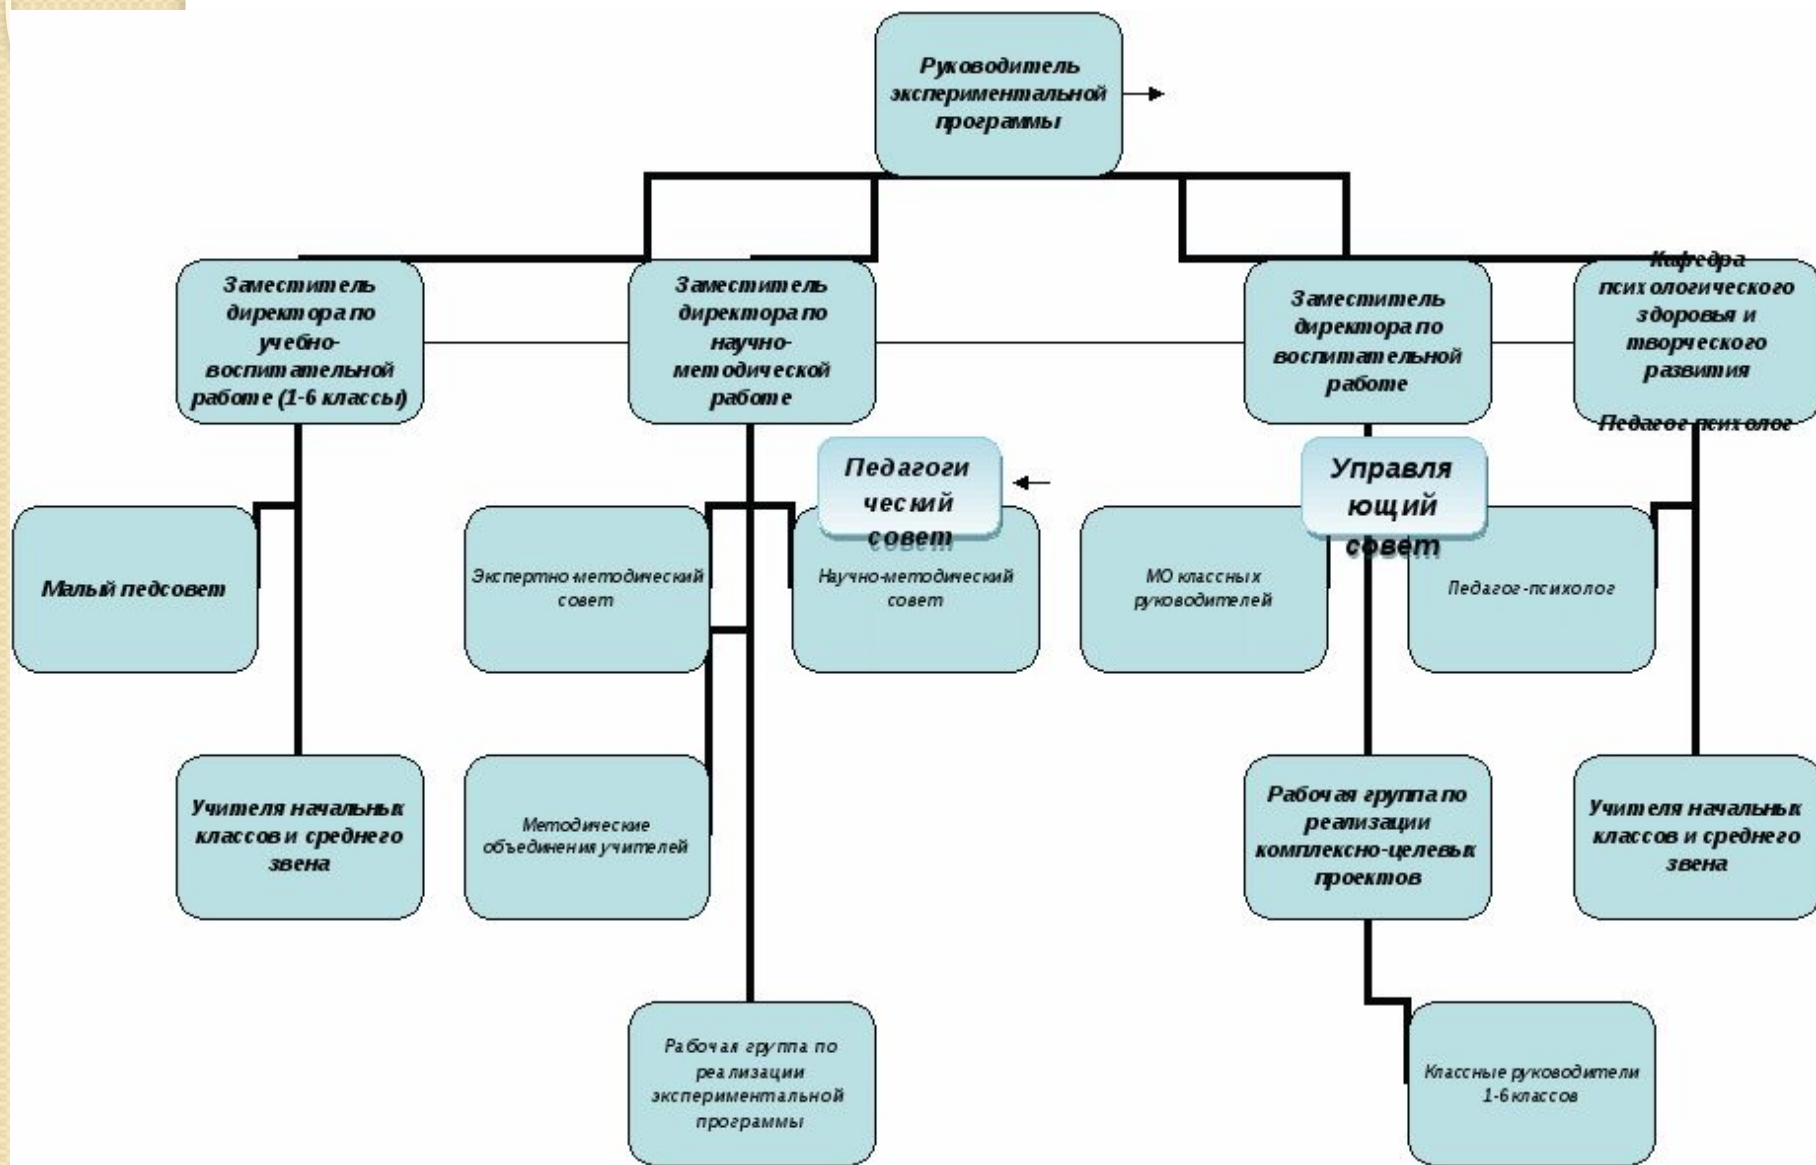 Руководитель
экспериментальной
программы
Заместитель
директора по
учебно-
воспитательной
работе (1-6 классы)
Заместитель
директора по
научно-
методической
работе
Заместитель
директора по
воспитательной
работе
Кафедра
психологического
здоровья и
творческого
развития
Педагог психолог
Педагоги
ческий
совет
Управля
ющий
совет
Малый педсовет
Экспертно-методический
совет
Научно-методический
совет
МО классных
руководителей
Педагог-психолог
Учителя начальных
классов и среднего
звена
Методические
объединения учителей
Рабочая группа по
реализации
комплексно-целевых
проектов
Учителя начальных
классов и среднего
звена
Рабочая группа по
реализации
экспериментальной
программы
Классные руководители
1-6 классов